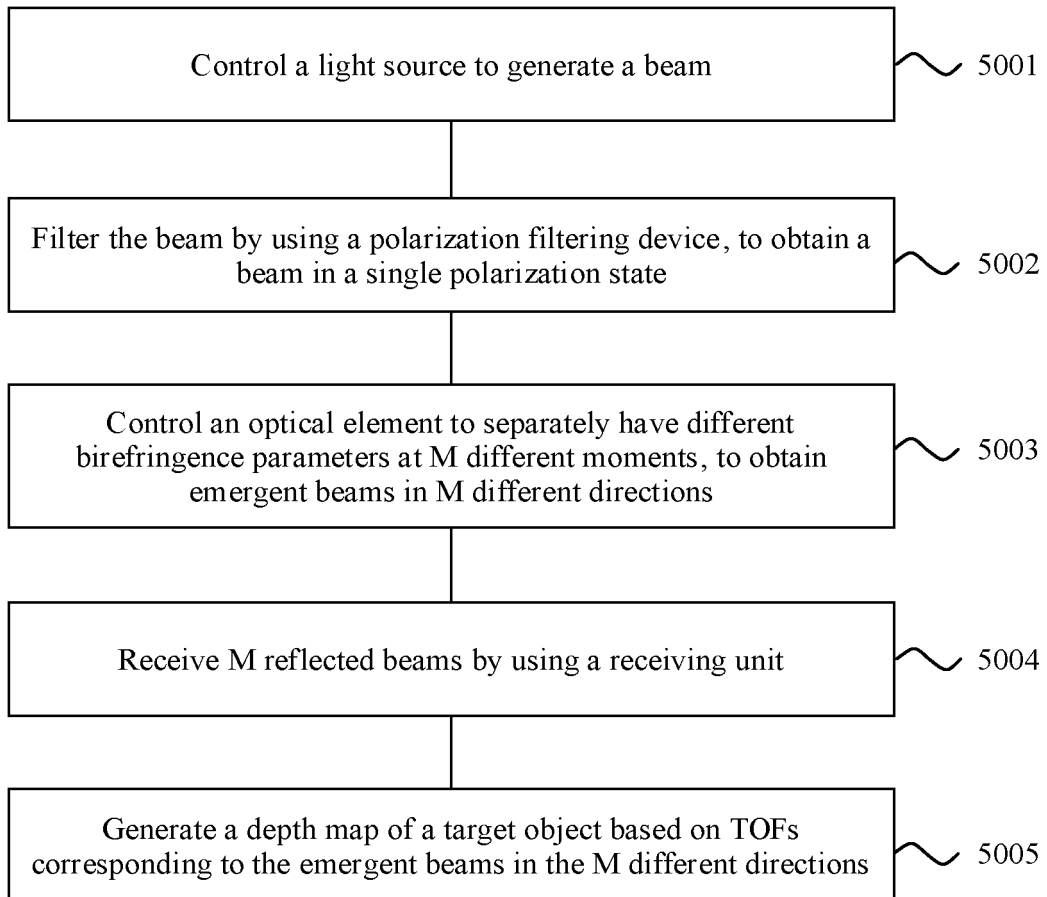 Control a light source to generate a beam
5001
Filter the beam by using a polarization filtering device, to obtain a
beam in a single polarization state
5002
Control an optical element to separately have different
birefringence parameters at M different moments, to obtain
emergent beams in M different directions
5003
Receive M reflected beams by using a receiving unit
5004
Generate a depth map of a target object based on TOFs
corresponding to the emergent beams in the M different directions
5005